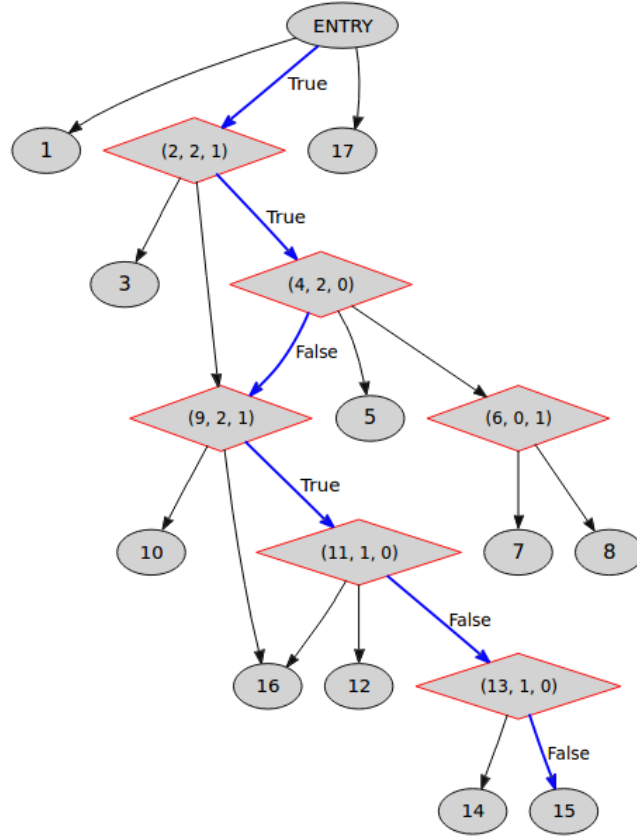 ENTRY
True
1
(2, 2, 1)
17
True
3
(4, 2, 0)
False
(9, 2, 1)
5
(6, 0, 1)
True
10
(11, 1, 0)
7
8
False
16
12
(13, 1, 0)
False
14
15